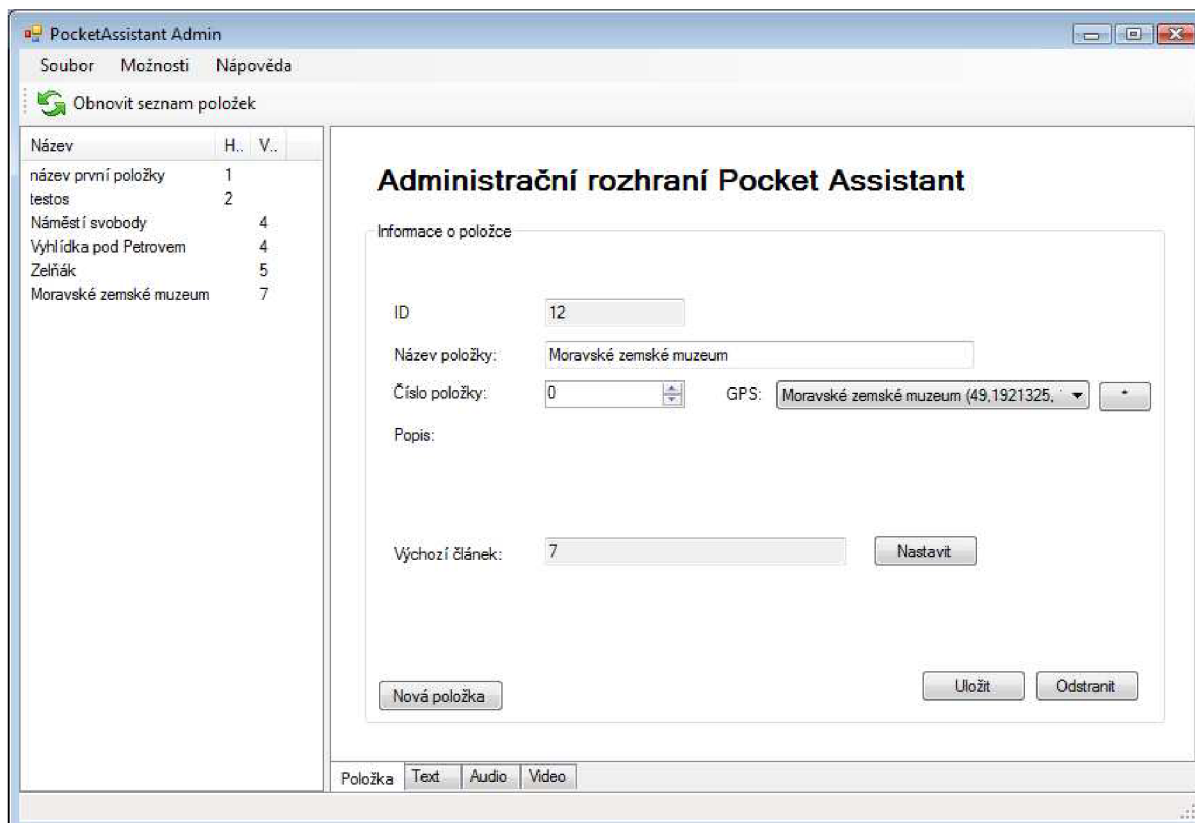 PocketAssistant Admin
Soubor Možnosti Nápověda
Obnovit seznam položek
Název H.. V..
název první položky 1
testos 2
Náměstí svobody 4
Vyhlídka pod Petrovem 4
Zelňák 5
Moravské zemské muzeum 7
Administrační rozhraní Pocket Assistant
Informace o položce
ID 12
Název položky: Moravské zemské muzeum
Číslo položky: 0 GPS: Moravské zemské muzeum (49,1921325, *
Popis:
Výchozí článek: 7 Nastavit
Nová položka Uložit Odstranit
Položka Text Audio Video